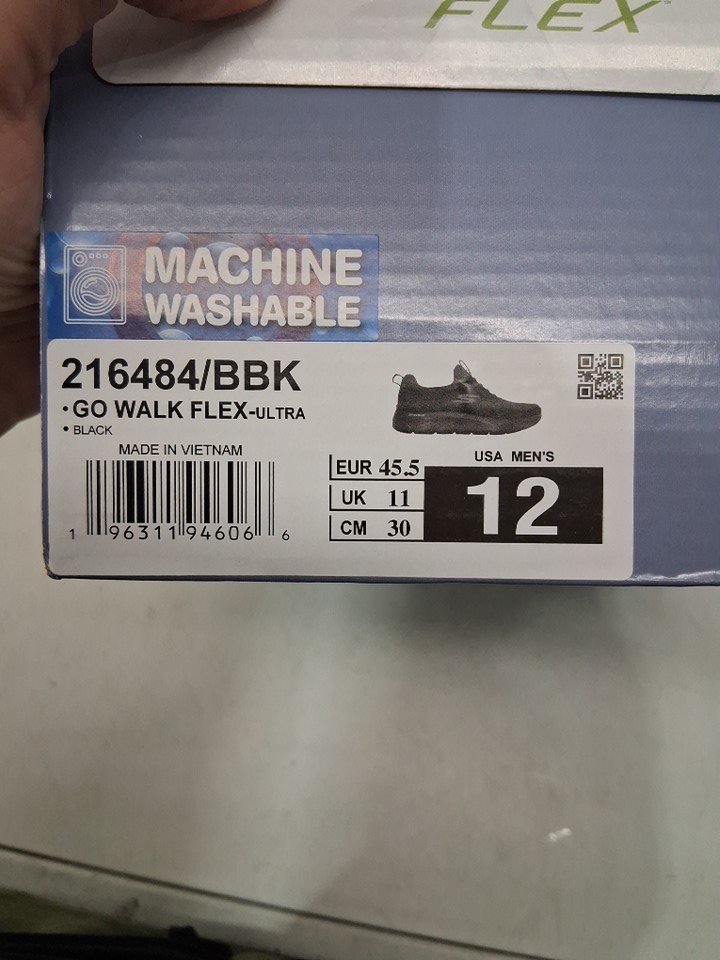 FLEX™
MACHINE
WASHABLE
216484/BBK
• GO WALK FLEX-ULTRA
• BLACK
MADE IN VIETNAM
1 96311 94606 6
EUR 45.5
UK 11
CM 30
USA MEN'S
12